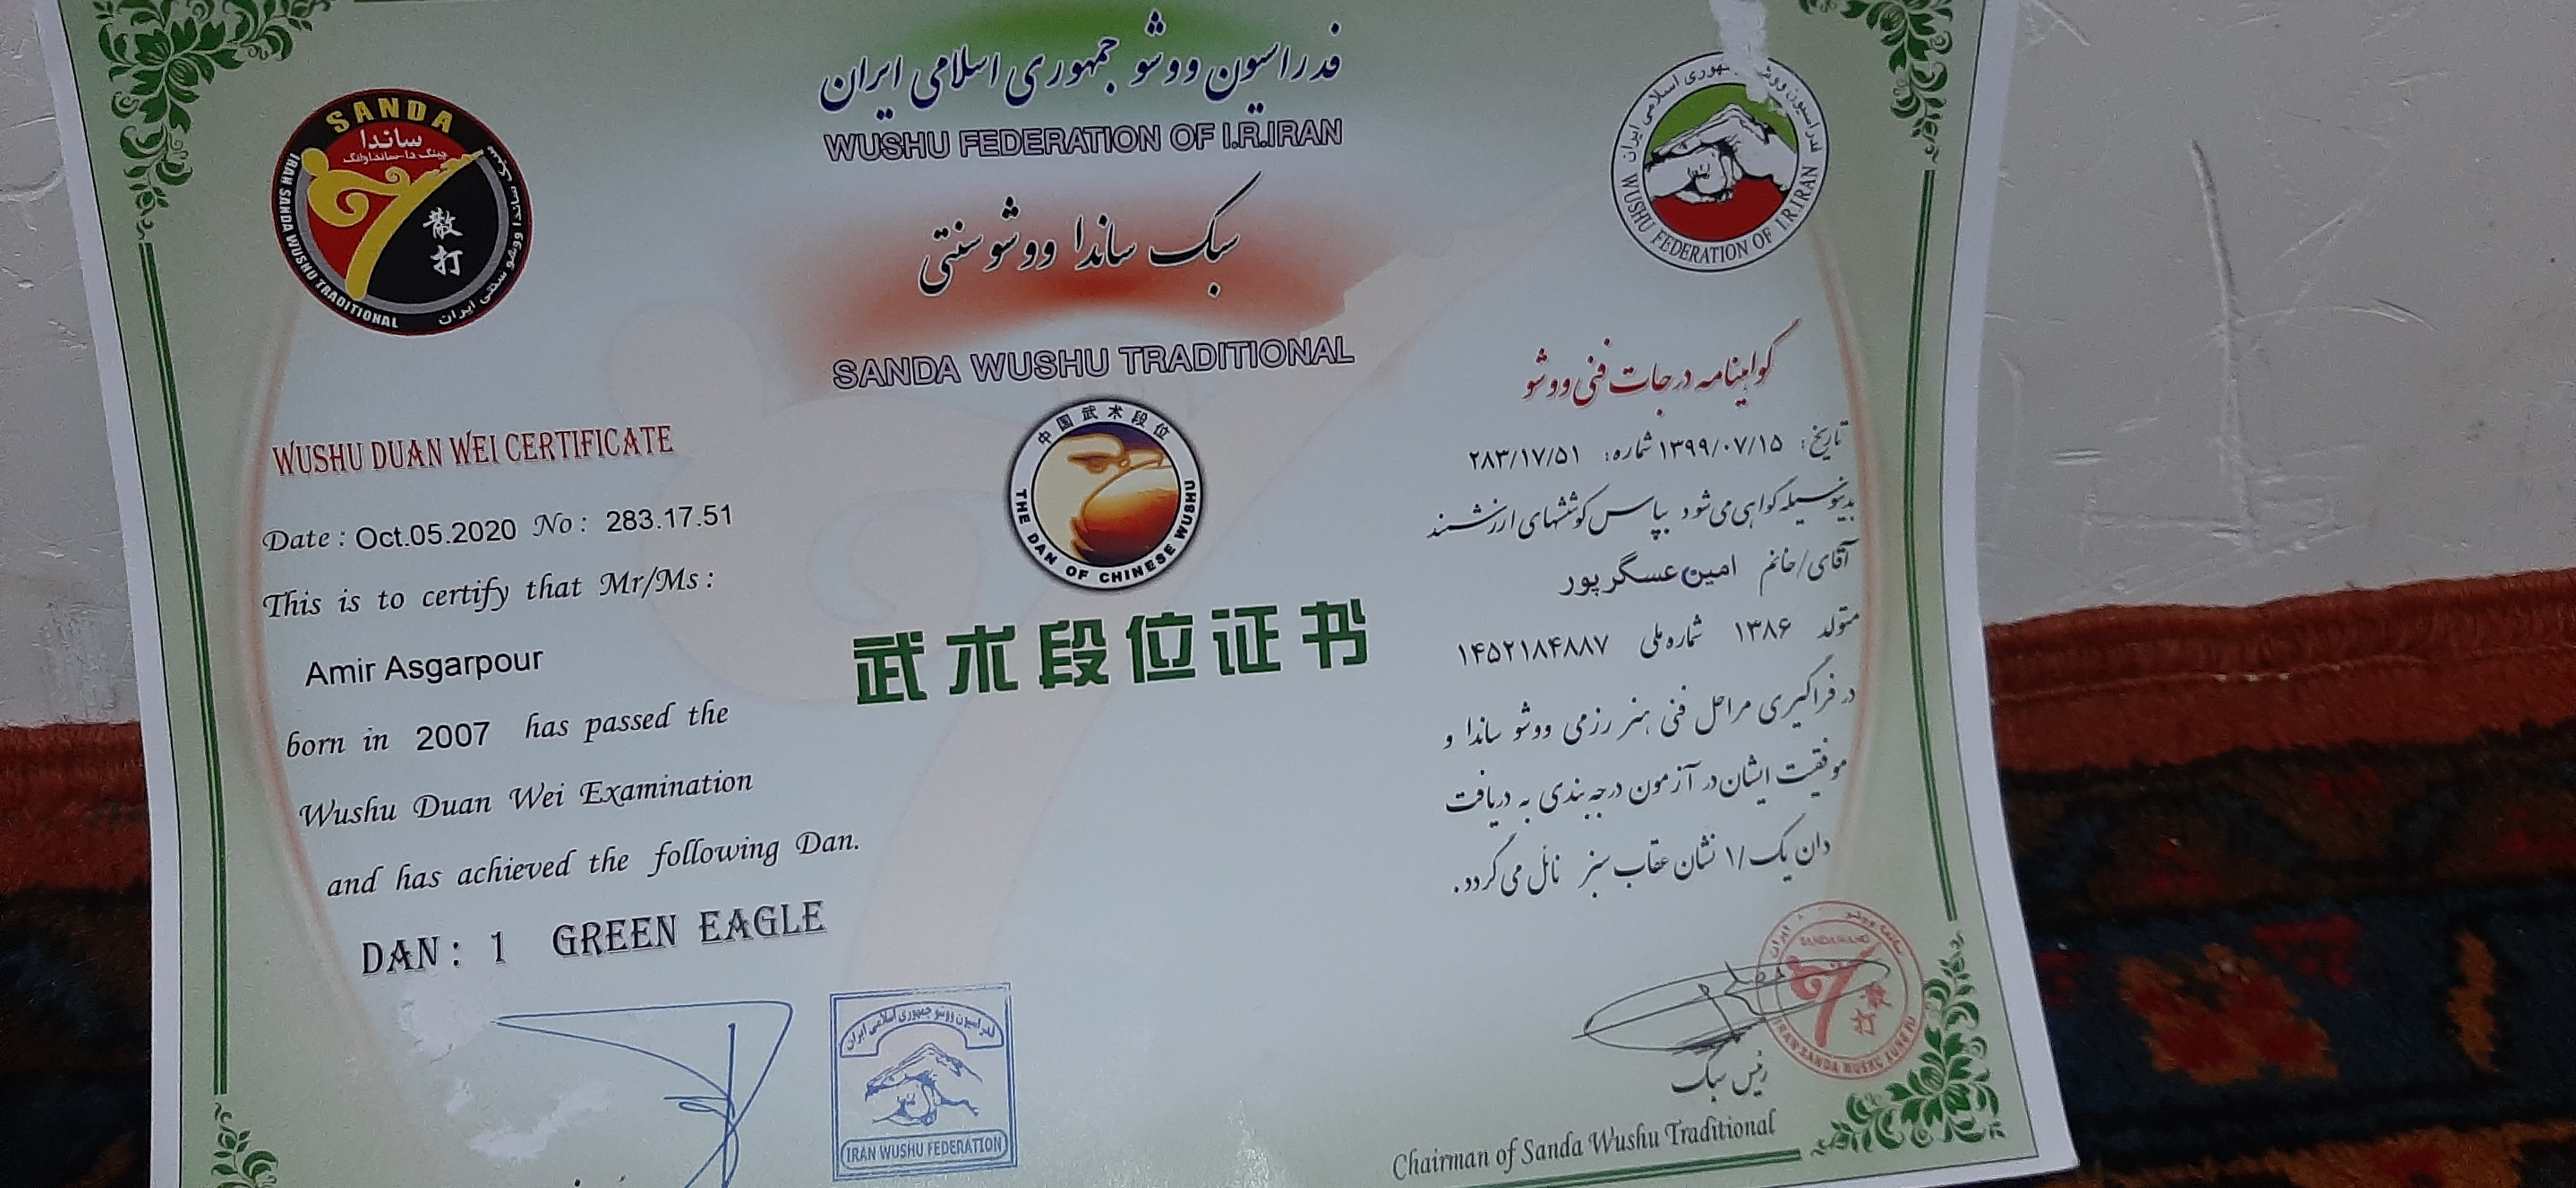 فدراسیون ووشو جمهوری اسلامی ایران
WUSHU FEDERATION OF I.R.IRAN
سبک ساندا ووشو سنتی
SANDA WUSHU TRADITIONAL
SANDA
ساندا
چینگ دا-سانداوانگ
散打
IRAN SANDA WUSHU TRADITIONAL
سبک ساندا ووشو سنتی ایران
WUSHU FEDERATION OF I.R.IRAN
WUSHU DUAN WEI CERTIFICATE
Date : Oct.05.2020 No : 283.17.51
This is to certify that Mr/Ms :
Amir Asgarpour
born in 2007 has passed the
Wushu Duan Wei Examination
and has achieved the following Dan.
DAN : 1 GREEN EAGLE
中国武术段位
THE DAN OF CHINESE WUSHU
武术段位证书
گواهینامه درجات فنی ووشو
تاریخ: ۱۳۹۹/۰۷/۱۵ شماره: ۲۸۳/۱۷/۵۱
بدینوسیله گواهی می شود بپاس کوششهای ارزشمند
آقای/خانم امین عسگرپور
متولد ۱۳۸۶ شماره ملی ۱۴۵۲۱۸۴۸۸۷
در فراگیری مراحل فنی هنر رزمی ووشو ساندا و
موفقیت ایشان در آزمون درجه بندی به دریافت
دان یک/۱ نشان عقاب سبز نائل می گردد.
فدراسیون ووشو جمهوری اسلامی ایران
IRAN WUSHU FEDERATION
رئیس سبک
Chairman of Sanda Wushu Traditional